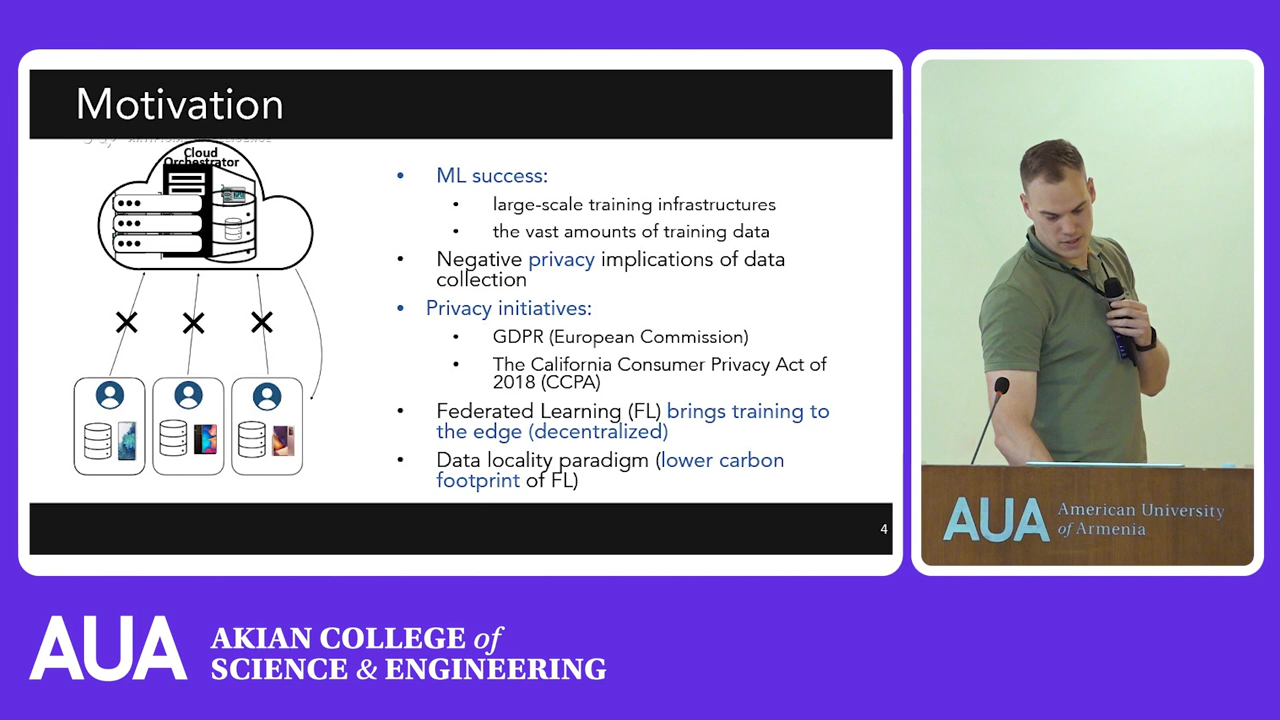 Motivation
Cloud
Orchestrator
• ML success:
• large-scale training infrastructures
• the vast amounts of training data
• Negative privacy implications of data
collection
• Privacy initiatives:
• GDPR (European Commission)
• The California Consumer Privacy Act of
2018 (CCPA)
• Federated Learning (FL) brings training to
the edge (decentralized)
• Data locality paradigm (lower carbon
footprint of FL)
4
AUA American University
of Armenia
AUA AKIAN COLLEGE of
SCIENCE & ENGINEERING